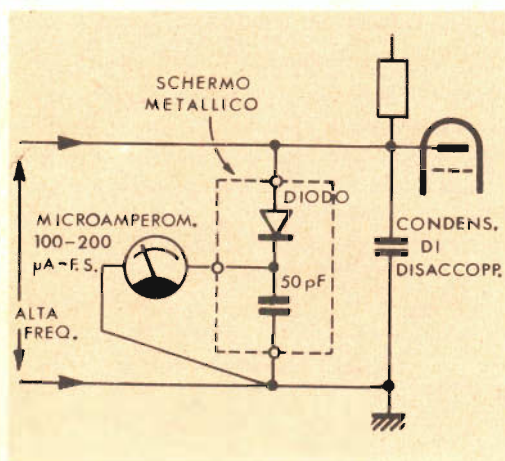 SCHERMO
METALLICO
DIODO
MICROAMPEROM.
100-200
µA-F.S.
50 pF
CONDENS.
DI
DISACCOPP.
ALTA
FREQ.